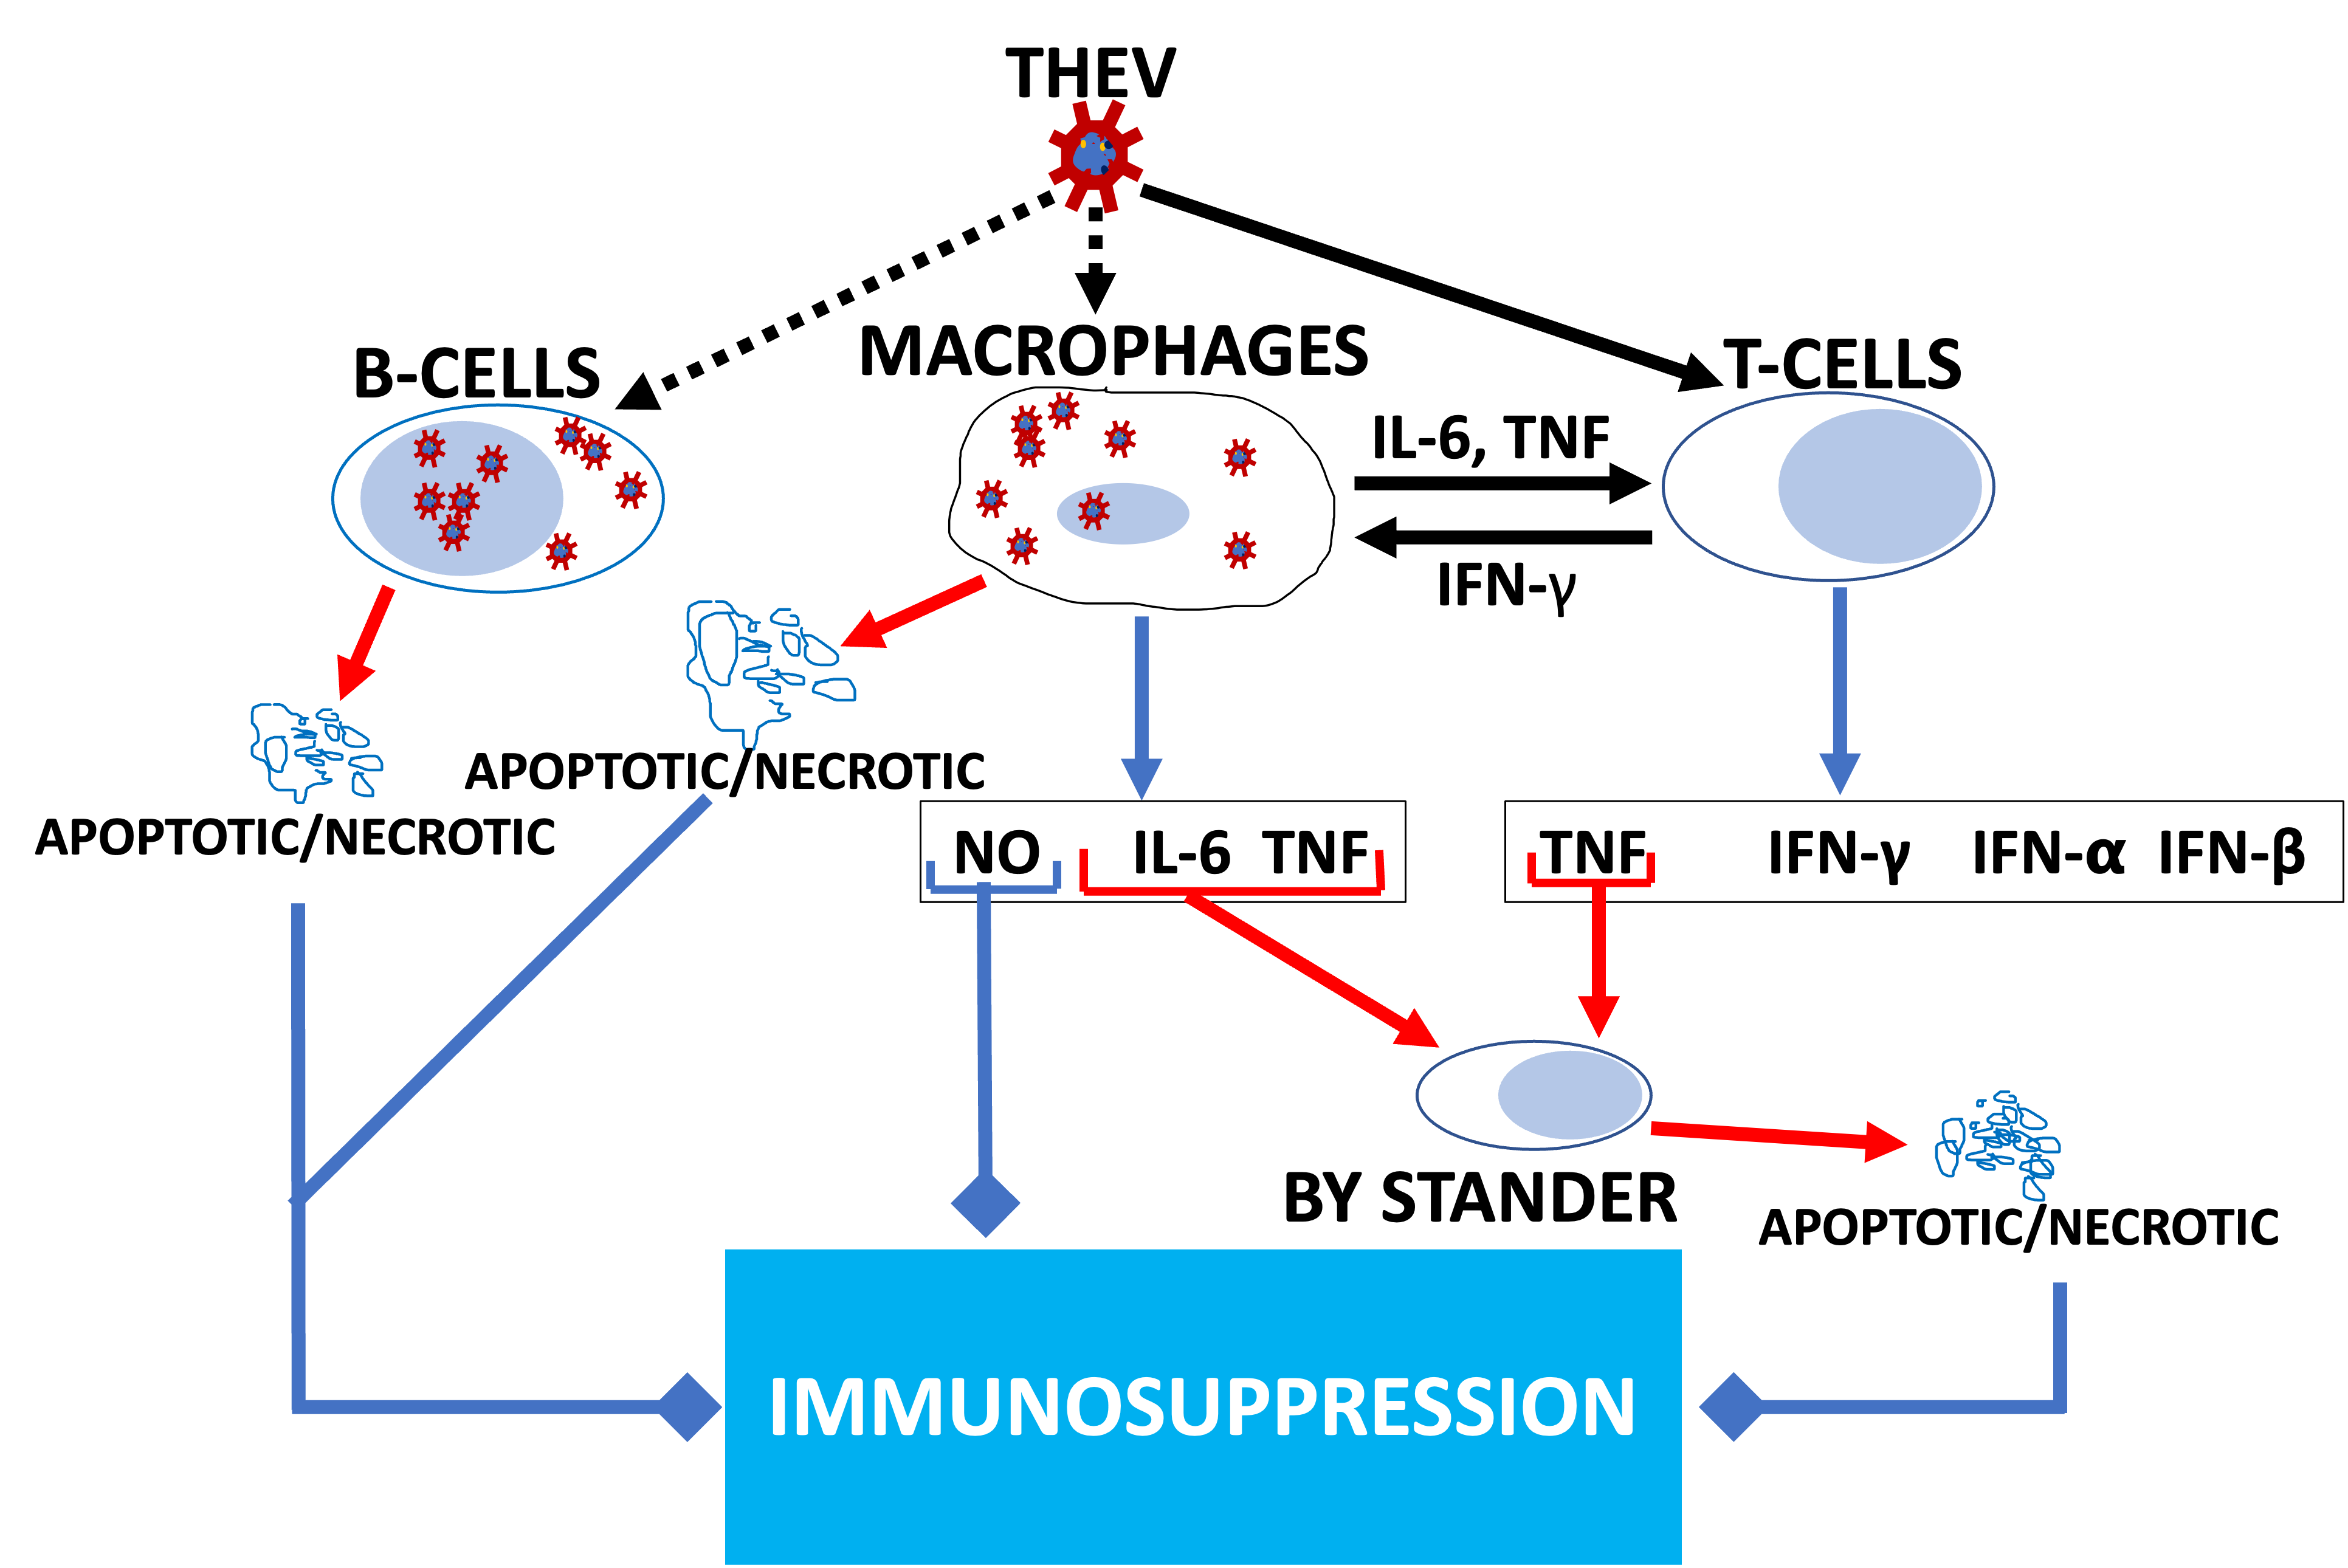 THEV
B-CELLS
MACROPHAGES
T-CELLS
IL-6, TNF
IFN-γ
APOPTOTIC/NECROTIC
APOPTOTIC/NECROTIC
NO IL-6 TNF
TNF IFN-γ IFN-α IFN-β
BY STANDER
APOPTOTIC/NECROTIC
IMMUNOSUPPRESSION